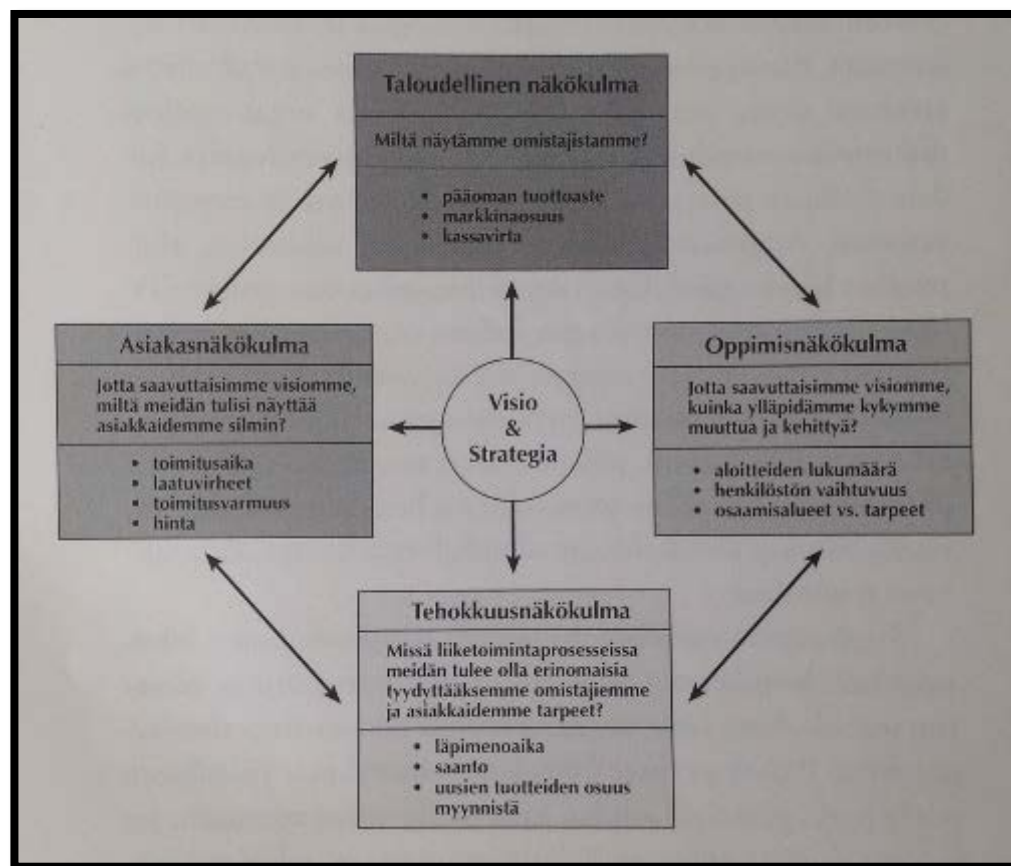 Taloudellinen näkökulma
Miltä näytämme omistajistamme?
• pääoman tuottoaste
• markkinaosuus
• kassavirta
Asiakasnäkökulma
Jotta saavuttaisimme visiomme,
miltä meidän tulisi näyttää
asiakkaidemme silmin?
• toimitusaika
• laatuvirheet
• toimitusvarmuus
• hinta
Visio
&
Strategia
Oppimisnäkökulma
Jotta saavuttaisimme visiomme,
kuinka ylläpidämme kykymme
muuttua ja kehittyä?
• aloitteiden lukumäärä
• henkilöstön vaihtuvuus
• osaamisalueet vs. tarpeet
Tehokkuusnäkökulma
Missä liiketoimintaprosesseissa
meidän tulee olla erinomaisia
tyydyttääksemme omistajiemme
ja asiakkaidemme tarpeet?
• läpimenoaika
• saanto
• uusien tuotteiden osuus
myynnistä